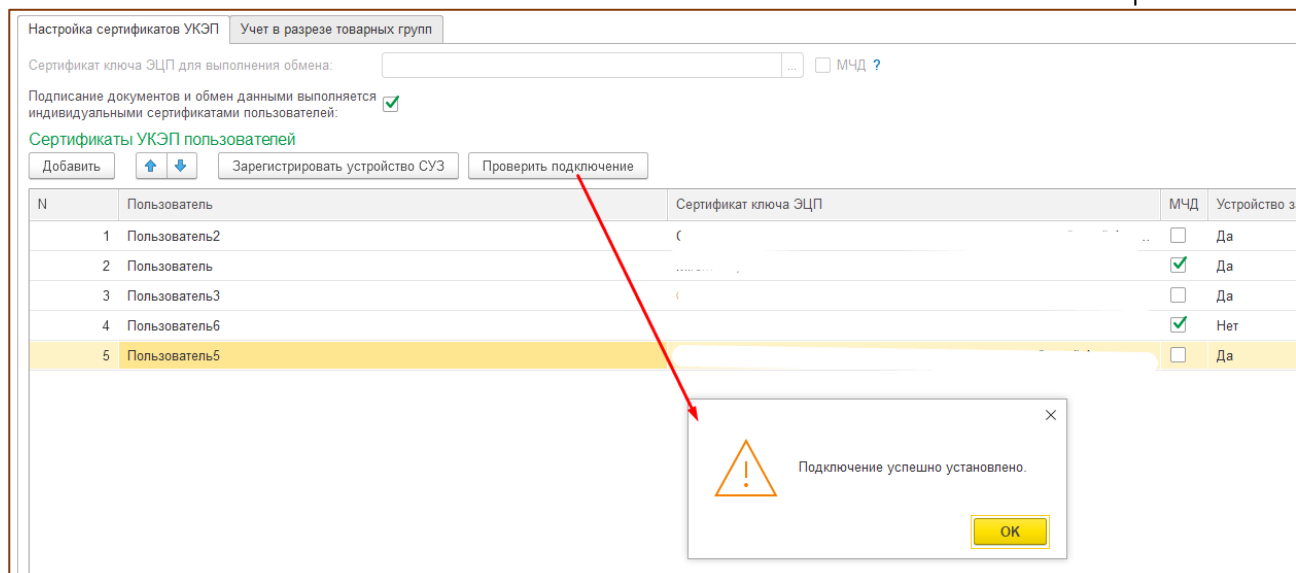 Настройка сертификатов УКЭП Учет в разрезе товарных групп
Сертификат ключа ЭЦП для выполнения обмена: ... МЧД ?
Подписание документов и обмен данными выполняется
индивидуальными сертификатами пользователей:
Сертификаты УКЭП пользователей
Добавить Зарегистрировать устройство СУЗ Проверить подключение
N Пользователь Сертификат ключа ЭЦП МЧД Устройство з
1 Пользователь2 Да
2 Пользователь Да
3 Пользователь3 Да
4 Пользователь6 Нет
5 Пользователь5 Да
Подключение успешно установлено.
OK